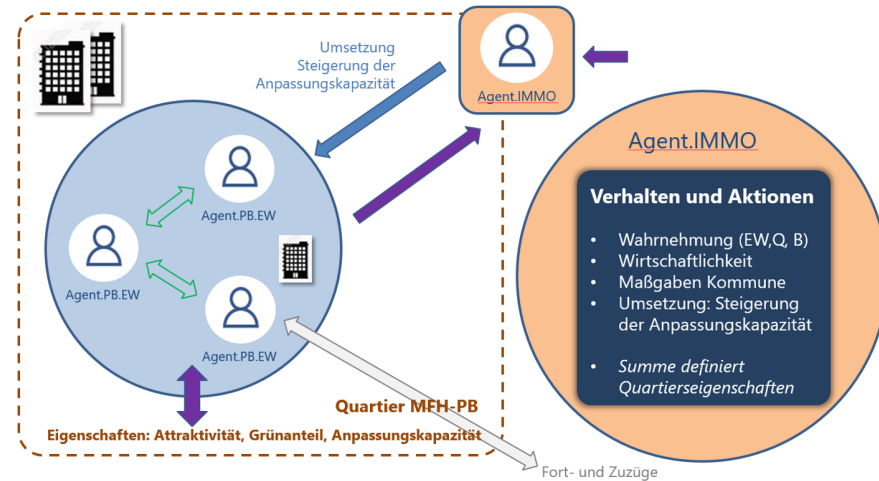 Umsetzung
Steigerung der
Anpassungskapazität
Agent.IMMO
Agent.PB.EW
Agent.PB.EW
Agent.PB.EW
Quartier MFH-PB
Eigenschaften: Attraktivität, Grünanteil, Anpassungskapazität
Fort- und Zuzüge
Agent.IMMO
Verhalten und Aktionen
• Wahrnehmung (EW,Q, B)
• Wirtschaftlichkeit
• Maßgaben Kommune
• Umsetzung: Steigerung
der Anpassungskapazität
• Summe definiert
Quartierseigenschaften